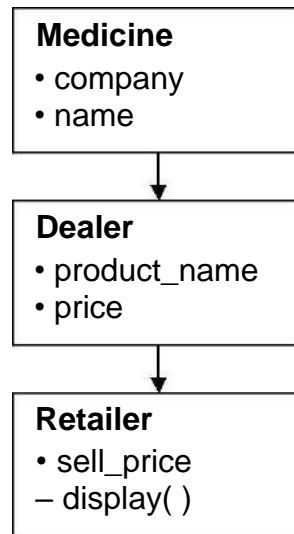 Medicine
• company
• name
Dealer
• product_name
• price
Retailer
• sell_price
– display( )